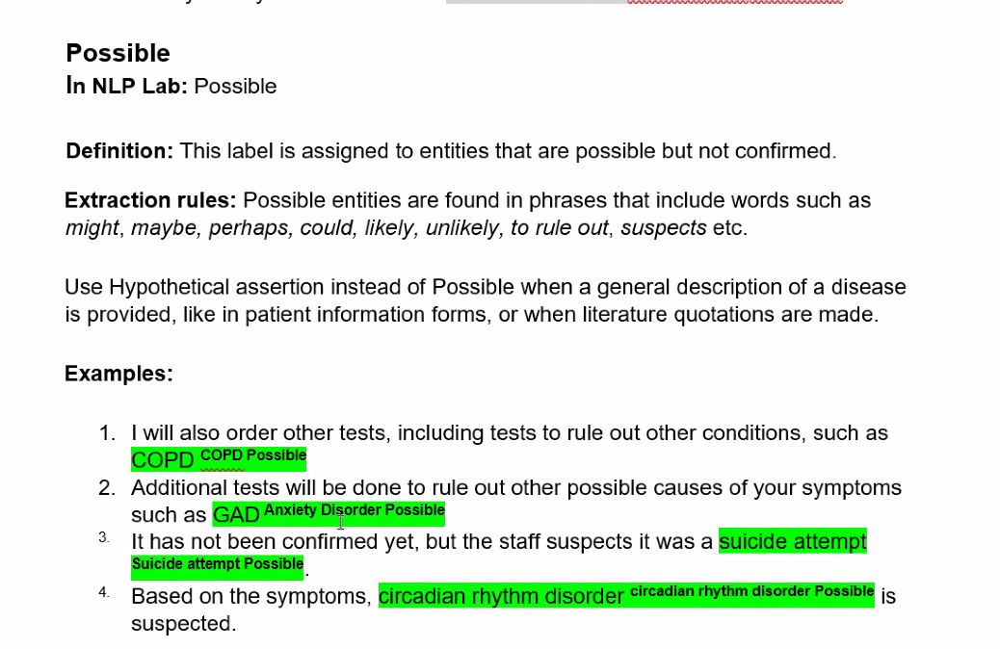 Possible
In NLP Lab: Possible
Definition: This label is assigned to entities that are possible but not confirmed.
Extraction rules: Possible entities are found in phrases that include words such as
might, maybe, perhaps, could, likely, unlikely, to rule out, suspects etc.
Use Hypothetical assertion instead of Possible when a general description of a disease
is provided, like in patient information forms, or when literature quotations are made.
Examples:
1. I will also order other tests, including tests to rule out other conditions, such as
COPD COPD Possible
2. Additional tests will be done to rule out other possible causes of your symptoms
such as GAD Anxiety Disorder Possible
3. It has not been confirmed yet, but the staff suspects it was a suicide attempt
Suicide attempt Possible.
4. Based on the symptoms, circadian rhythm disorder circadian rhythm disorder Possible is
suspected.